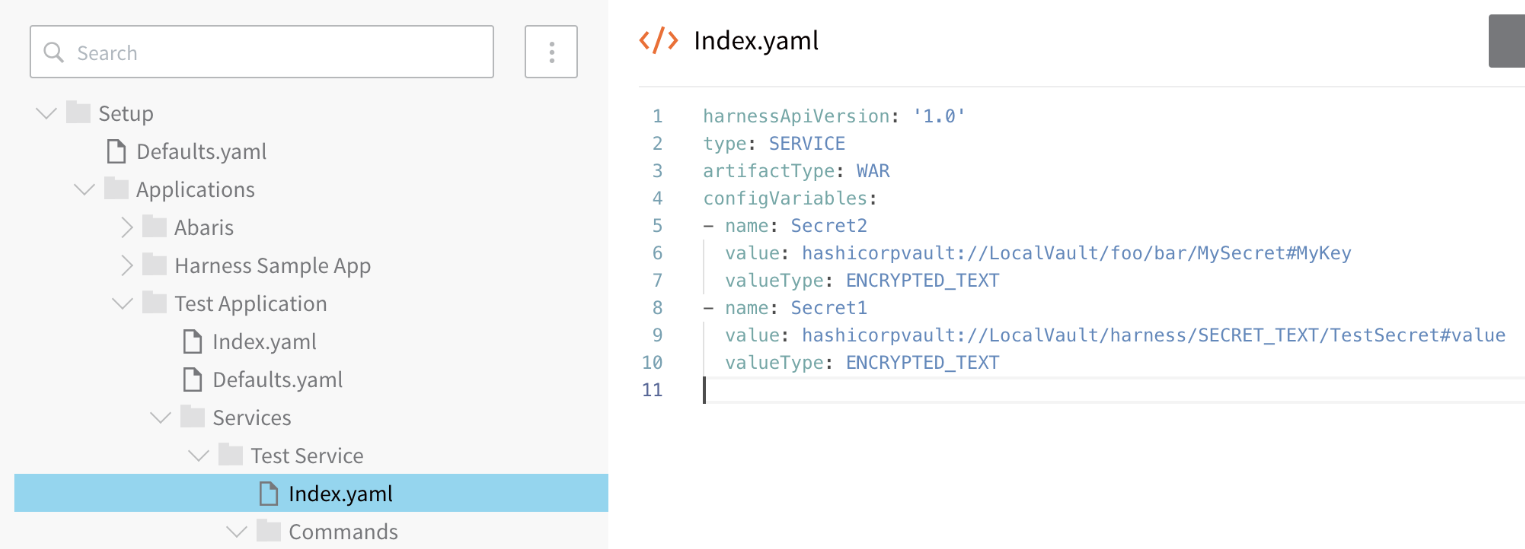 Search
Setup
Defaults.yaml
Applications
Abaris
Harness Sample App
Test Application
Index.yaml
Defaults.yaml
Services
Test Service
Index.yaml
Commands
</> Index.yaml
1 harnessApiVersion: '1.0'
2 type: SERVICE
3 artifactType: WAR
4 configVariables:
5 - name: Secret2
6 value: hashicorpvault://LocalVault/foo/bar/MySecret#MyKey
7 valueType: ENCRYPTED_TEXT
8 - name: Secret1
9 value: hashicorpvault://LocalVault/harness/SECRET_TEXT/TestSecret#value
10 valueType: ENCRYPTED_TEXT
11